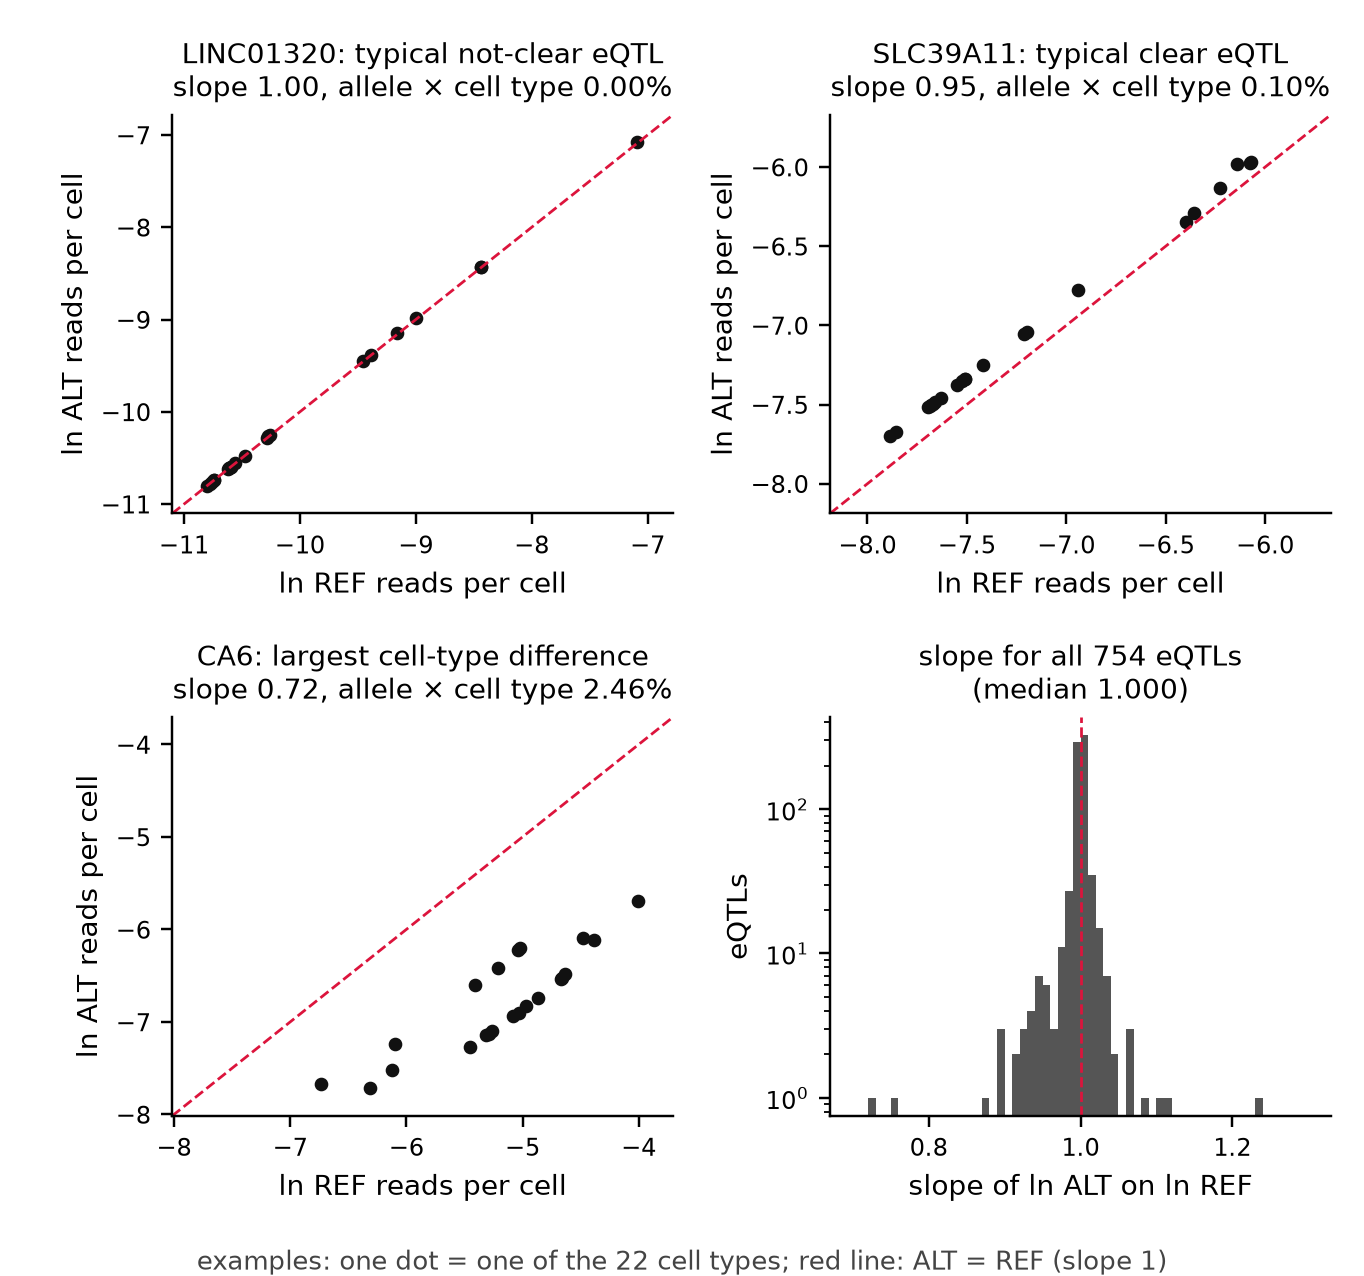 LINC01320: typical not-clear eQTL
slope 1.00, allele × cell type 0.00%
−7
−8
−9
−10
−11
ln ALT reads per cell
−11
−10
−9
−8
−7
ln REF reads per cell
SLC39A11: typical clear eQTL
slope 0.95, allele × cell type 0.10%
−6.0
−6.5
−7.0
−7.5
−8.0
ln ALT reads per cell
−8.0
−7.5
−7.0
−6.5
−6.0
ln REF reads per cell
CA6: largest cell-type difference
slope 0.72, allele × cell type 2.46%
−4
−5
−6
−7
−8
ln ALT reads per cell
−8
−7
−6
−5
−4
ln REF reads per cell
slope for all 754 eQTLs
(median 1.000)
10²
10¹
10⁰
eQTLs
0.8
1.0
1.2
slope of ln ALT on ln REF
examples: one dot = one of the 22 cell types; red line: ALT = REF (slope 1)